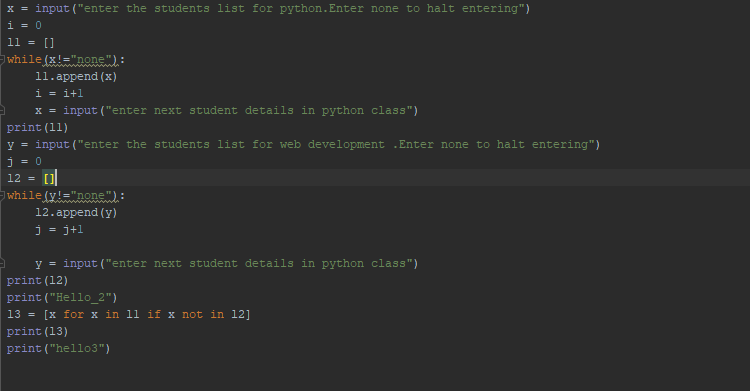 x = input("enter the students list for python.Enter none to halt entering")
i = 0
l1 = []
while(x!="none"):
    l1.append(x)
    i = i+1
    x = input("enter next student details in python class")
print(l1)
y = input("enter the students list for web development .Enter none to halt entering")
j = 0
l2 = []
while(y!="none"):
    l2.append(y)
    j = j+1

    y = input("enter next student details in python class")
print(l2)
print("Hello_2")
l3 = [x for x in l1 if x not in l2]
print(l3)
print("hello3")